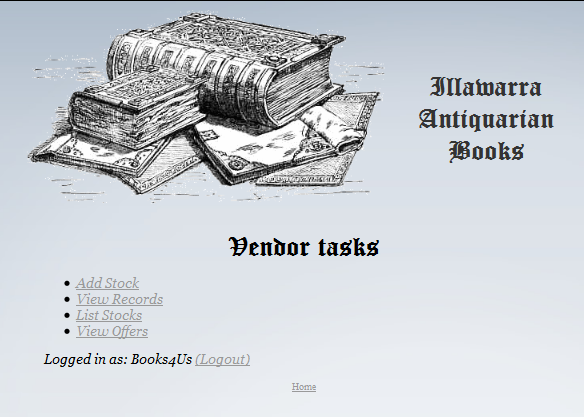 Illawarra
Antiquarian
Books
Vendor tasks
Add Stock
View Records
List Stocks
View Offers
Logged in as: Books4Us (Logout)
Home